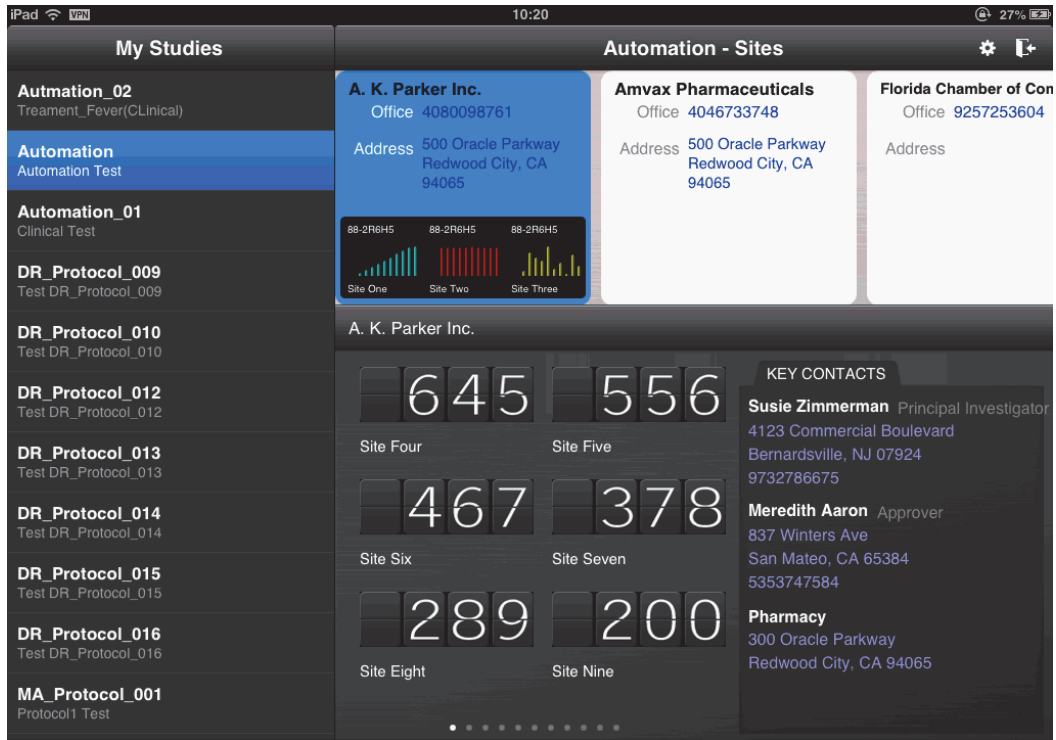 iPad VPN 10:20 27%
My Studies
Autmation_02
Treament_Fever(CLinical)
Automation
Automation Test
Automation_01
Clinical Test
DR_Protocol_009
Test DR_Protocol_009
DR_Protocol_010
Test DR_Protocol_010
DR_Protocol_012
Test DR_Protocol_012
DR_Protocol_013
Test DR_Protocol_013
DR_Protocol_014
Test DR_Protocol_014
DR_Protocol_015
Test DR_Protocol_015
DR_Protocol_016
Test DR_Protocol_016
MA_Protocol_001
Protocol1 Test
Automation - Sites
A. K. Parker Inc.
Office 4080098761
Address 500 Oracle Parkway
Redwood City, CA
94065
88-2R6H5 88-2R6H5 88-2R6H5
Site One Site Two Site Three
Amvax Pharmaceuticals
Office 4046733748
Address 500 Oracle Parkway
Redwood City, CA
94065
Florida Chamber of Com
Office 9257253604
Address
A. K. Parker Inc.
645 556
Site Four Site Five
467 378
Site Six Site Seven
289 200
Site Eight Site Nine
KEY CONTACTS
Susie Zimmerman Principal Investigator
4123 Commercial Boulevard
Bernardsville, NJ 07924
9732786675
Meredith Aaron Approver
837 Winters Ave
San Mateo, CA 65384
5353747584
Pharmacy
300 Oracle Parkway
Redwood City, CA 94065